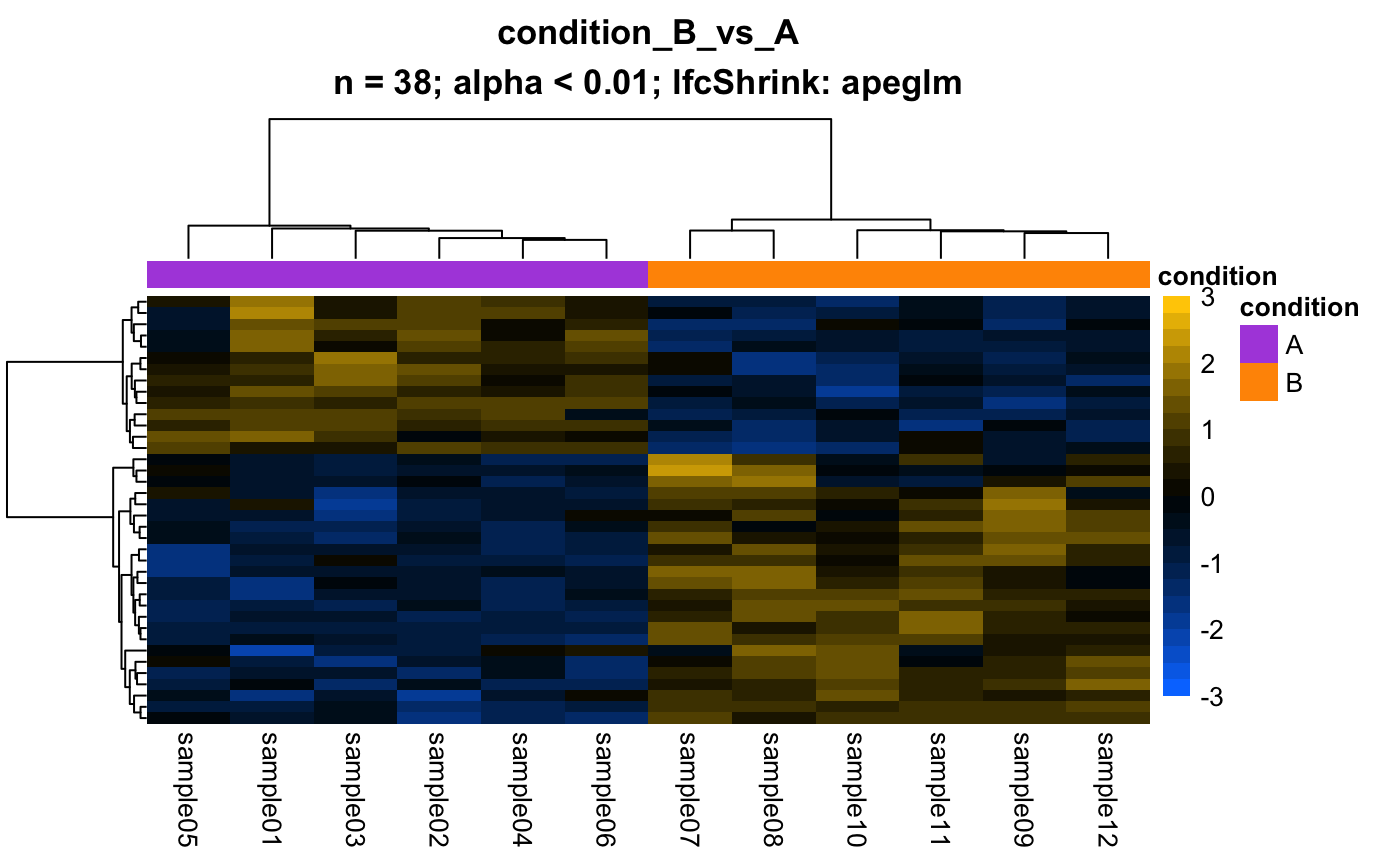 condition_B_vs_A
n = 38; alpha < 0.01; lfcShrink: apeglm
condition
3
2
1
0
-1
-2
-3
condition
A
B
sample05
sample01
sample03
sample02
sample04
sample06
sample07
sample08
sample10
sample11
sample09
sample12